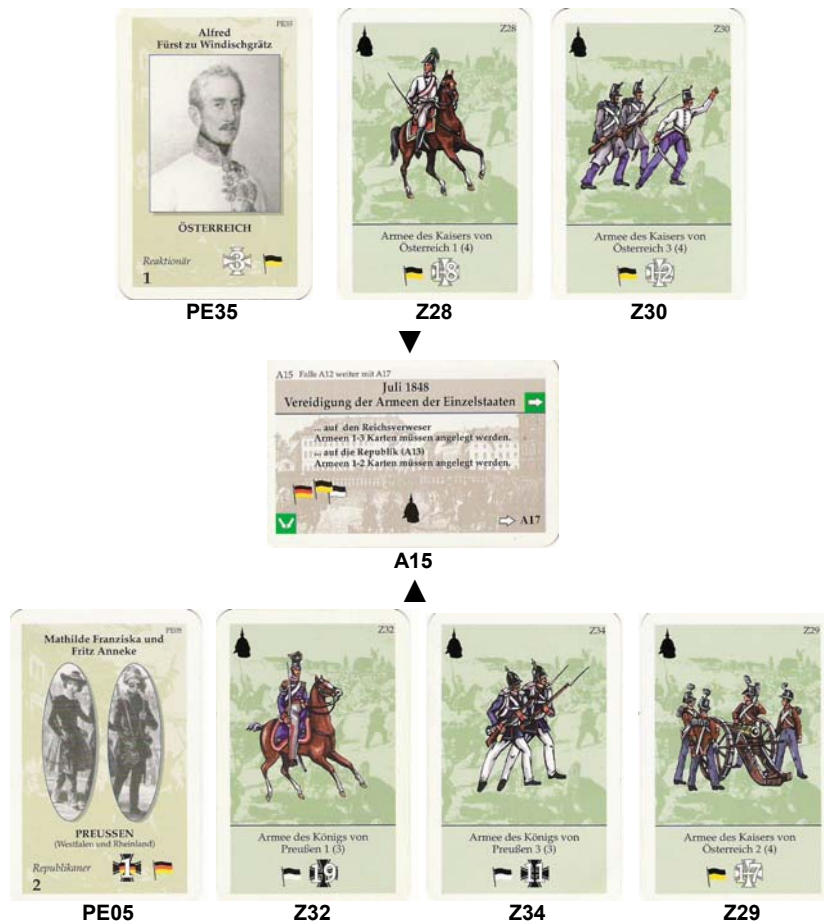 PE35
Alfred
Fürst zu Windischgrätz
ÖSTERREICH
Reaktionär
3
1
PE35
Z28
Armee des Kaisers von
Österreich 1 (4)
18
Z28
Z30
Armee des Kaisers von
Österreich 3 (4)
12
Z30
A15 Falls A12 weiter mit A17
Juli 1848
Vereidigung der Armeen der Einzelstaaten
... auf den Reichsverweser
Armeen 1-3 Karten müssen angelegt werden.
... auf die Republik (A13)
Armeen 1-2 Karten müssen angelegt werden.
A17
A15
PE05
Mathilde Franziska und
Fritz Anneke
PREUSSEN
(Westfalen und Rheinland)
Republikaner
1
2
PE05
Z32
Armee des Königs von
Preußen 1 (3)
19
Z32
Z34
Armee des Königs von
Preußen 3 (3)
11
Z34
Z29
Armee des Kaisers von
Österreich 2 (4)
17
Z29